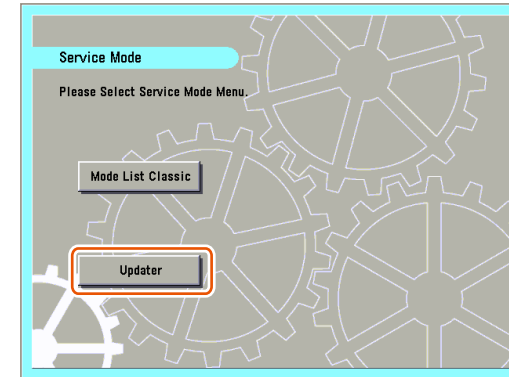 Service Mode
Please Select Service Mode Menu.
Mode List Classic
Updater